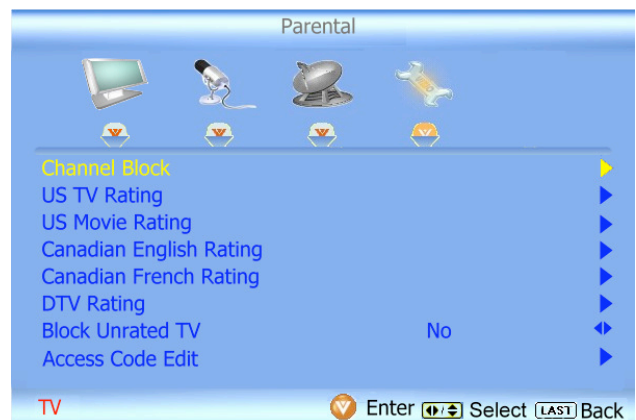 Parental
Channel Block
US TV Rating
US Movie Rating
Canadian English Rating
Canadian French Rating
DTV Rating
Block Unrated TV No
Access Code Edit
TV Enter Select LAST Back